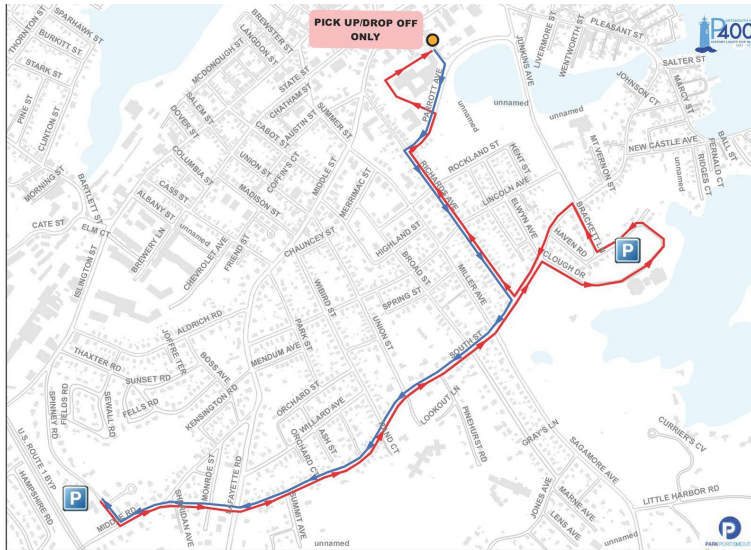 PICK UP/DROP OFF
ONLY
P400
THORNTON ST
SPARHAWK ST
BURKITT ST
STARK ST
PINE ST
CLINTON ST
MORNING ST
BARTLETT ST
CATE ST
ELM CT
ISLINGTON ST
BREWSTER ST
LANGDON ST
MCDONOUGH ST
STATE ST
CHATHAM ST
SALEM ST
DOVER ST
CABOT ST
AUSTIN ST
SUMMER ST
COLUMBIA ST
UNION ST
COFFIN'S CT
MIDDLE ST
MADISON ST
MERRIMAC ST
CASS ST
ALBANY ST
unnamed
BREWERY LN
CHEVROLET AVE
FRIEND ST
CHAUNCEY ST
HIGHLAND ST
PARROTT AVE
unnamed
JUNKINS AVE
LIVERMORE ST
WENTWORTH ST
PLEASANT ST
SALTER ST
MARCY ST
JOHNSON CT
unnamed
MT VERNON ST
NEW CASTLE AVE
unnamed
BALL ST
FERNALD CT
RIDGES CT
RICHARDS AVE
ROCKLAND ST
KENT ST
LINCOLN AVE
ELWYN AVE
BRACKETT LN
HAVEN RD
CLOUGH DR
P
BROAD ST
MILLER AVE
SPRING ST
WIBIRD ST
UNION ST
PARK ST
MENDUM AVE
ALDRICH RD
JOFFRE TER
THAXTER RD
SUNSET RD
BOSS AVE
KENSINGTON RD
FELLS RD
SEWALL RD
FIELDS RD
SPINNEY RD
U.S. ROUTE 1 BYP
HAMPSHIRE RD
P
MIDDLE RD
SHERIDAN AVE
MONROE ST
FAYETTE RD
SUMMIT AVE
ORCHARD ST
WILLARD AVE
ORCHARD CT
ASH ST
SOUTH ST
LOOKOUT LN
PINEHURST RD
GRAY'S LN
SAGAMORE AVE
JONES AVE
MARNE AVE
LENS AVE
CURRIER'S CV
LITTLE HARBOR RD
unnamed
unnamed
P
PARKPORTSMOUTH